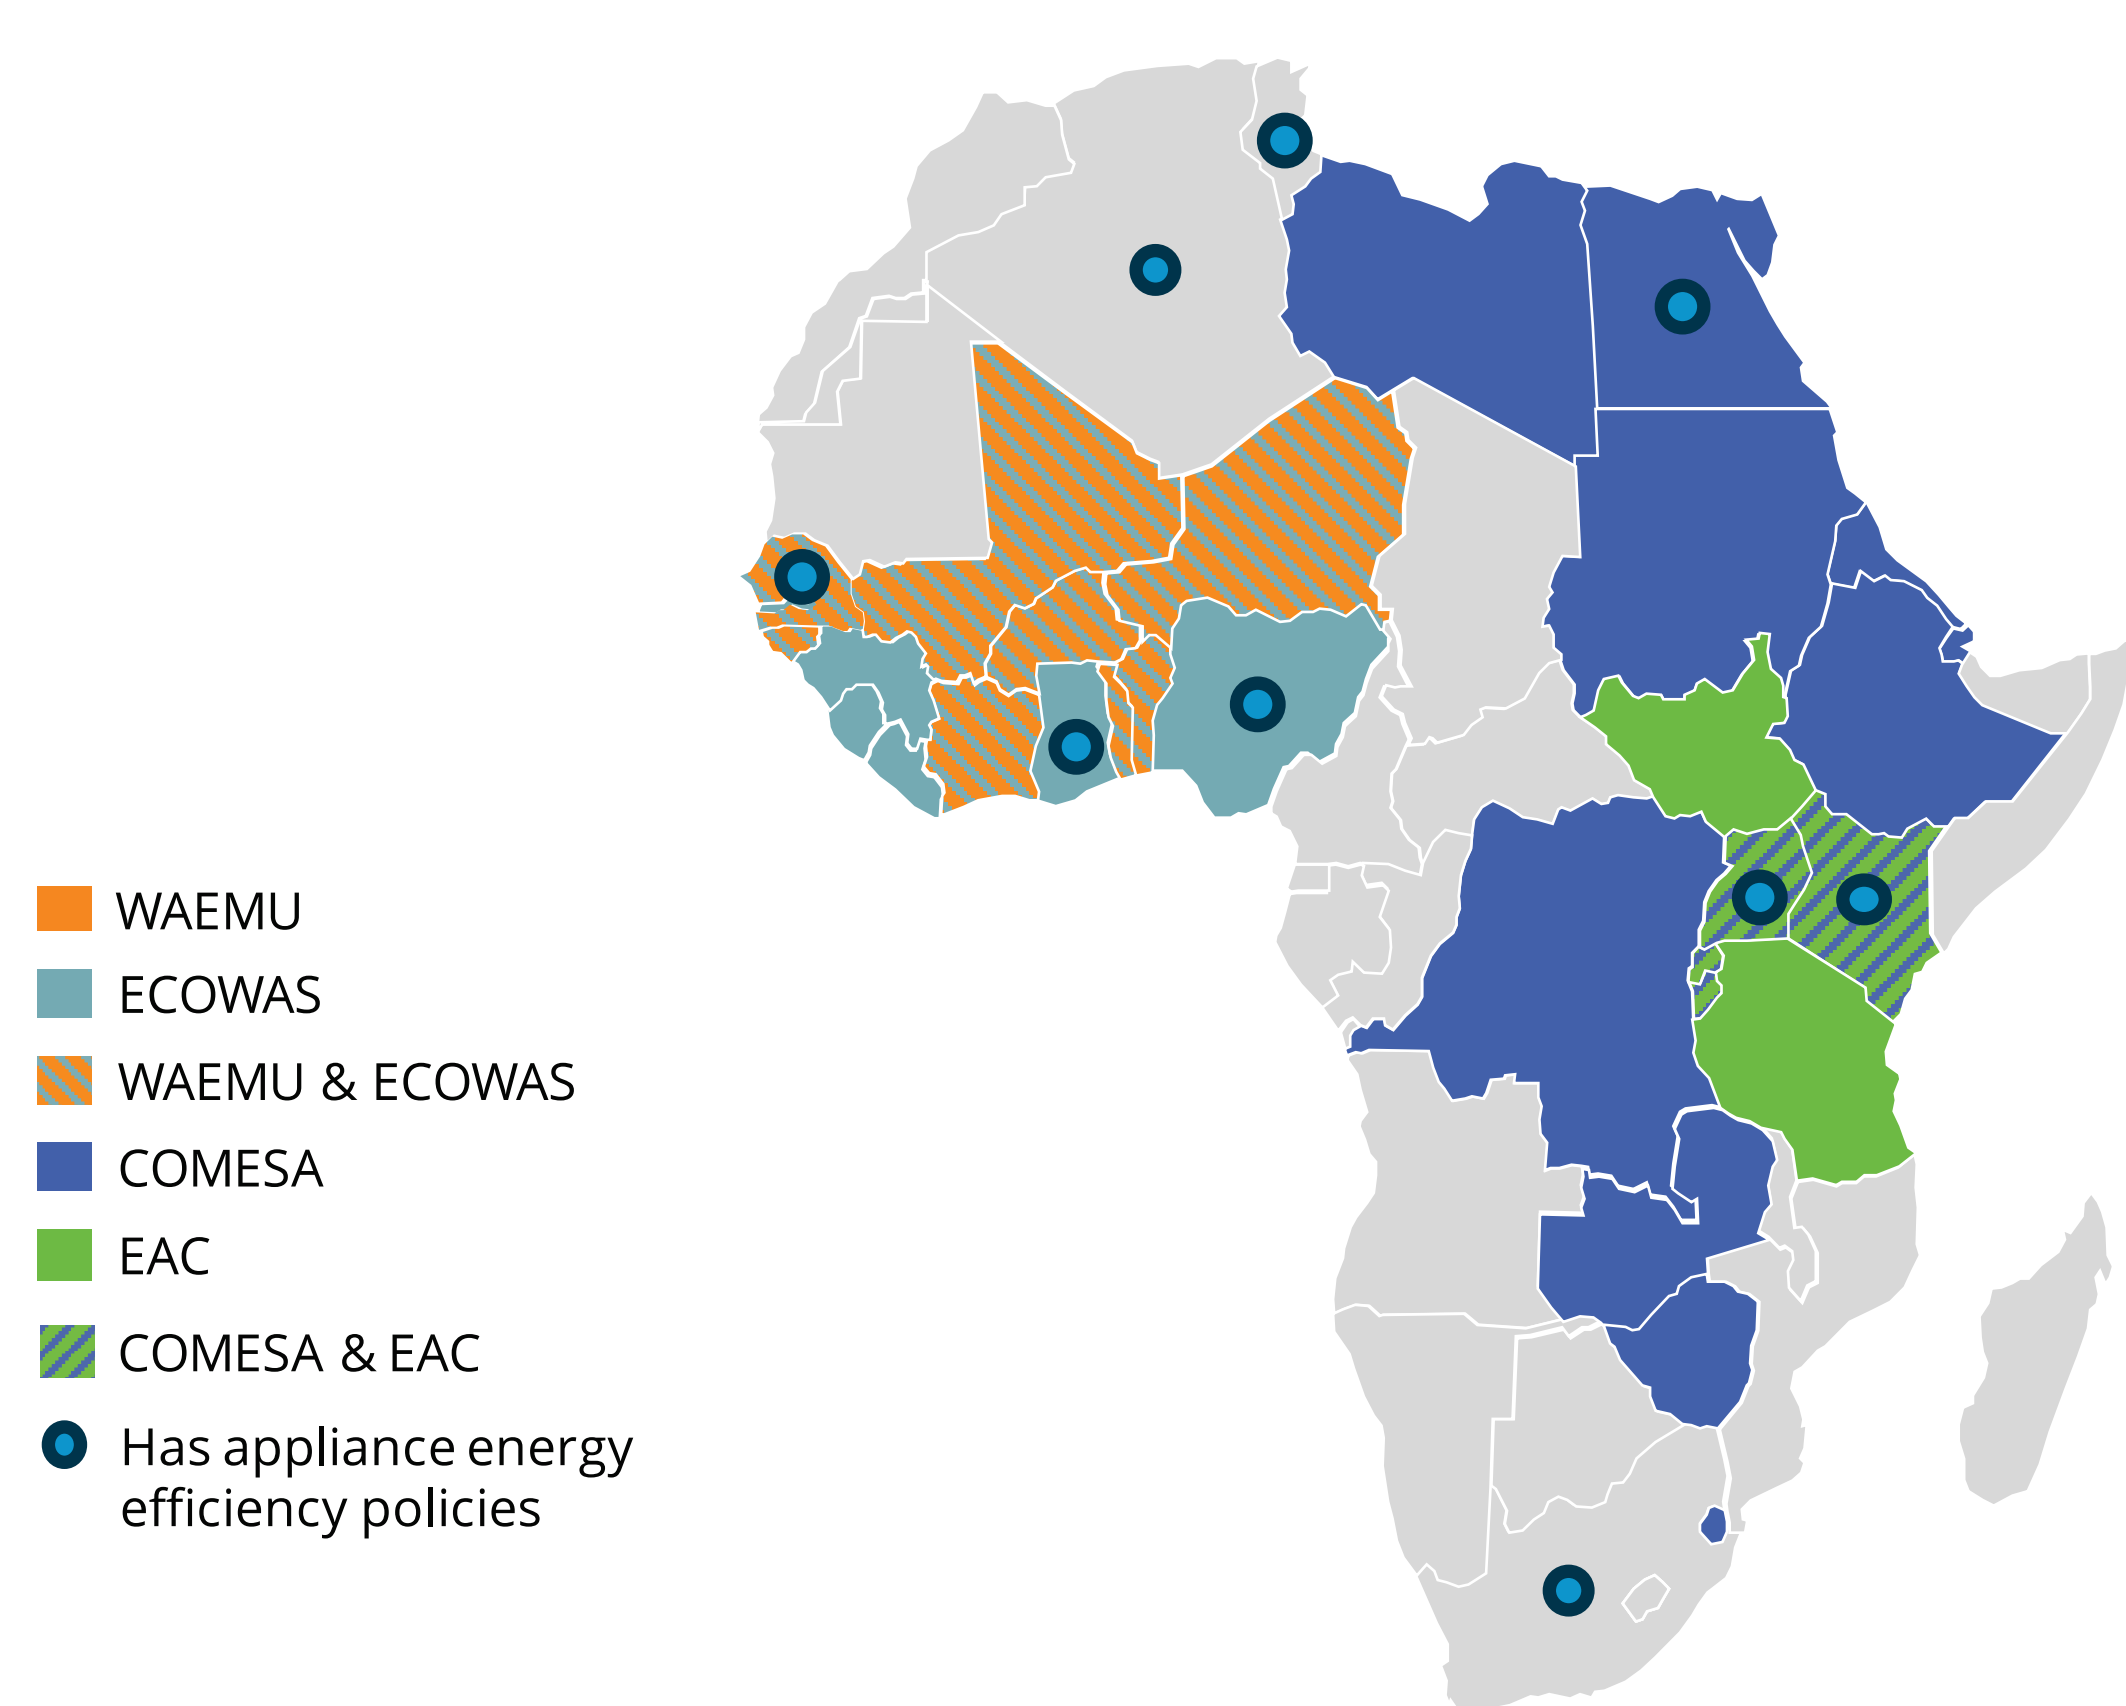 WAEMU
ECOWAS
WAEMU & ECOWAS
COMESA
EAC
COMESA & EAC
Has appliance energy
efficiency policies